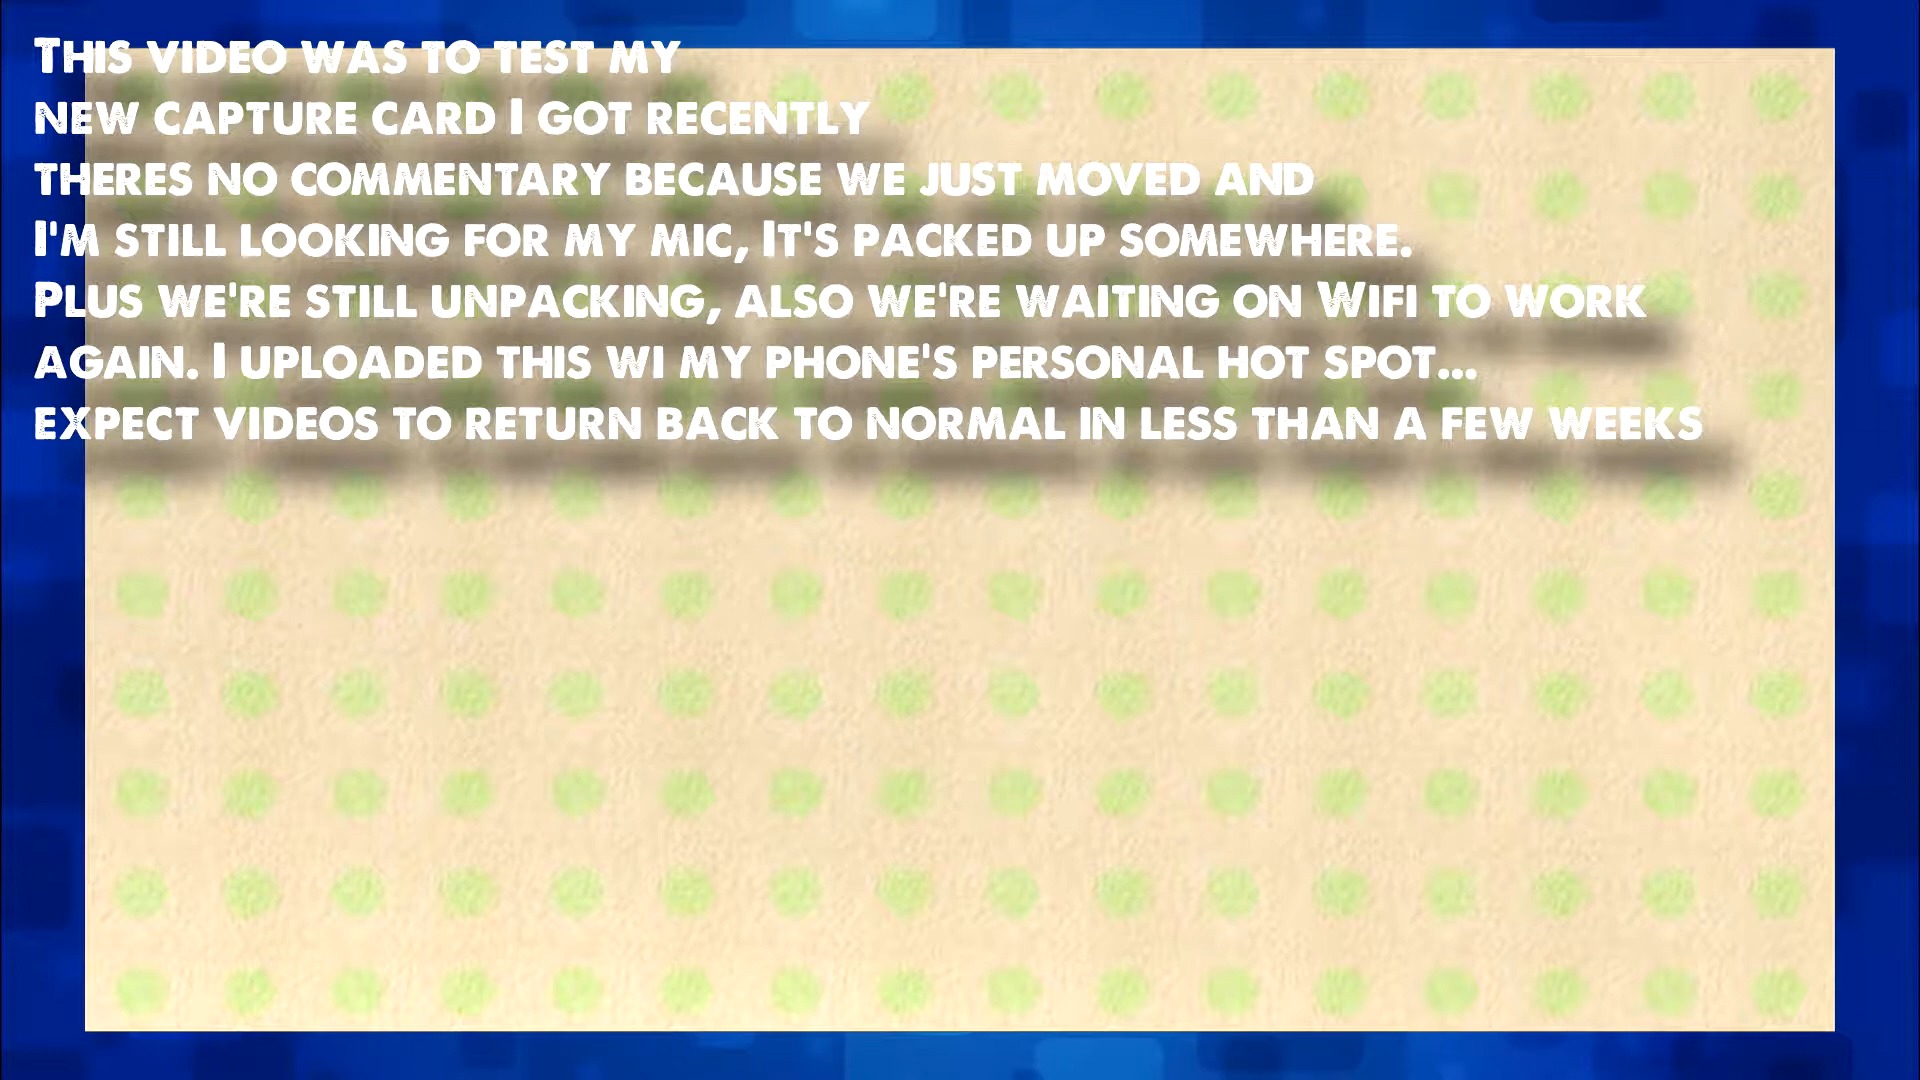 This video was to test my
new capture card I got recently
theres no commentary because we just moved and
I'm still looking for my mic, It's packed up somewhere.
Plus we're still unpacking, also we're waiting on Wifi to work
again. I uploaded this wi my phone's personal hot spot...
expect videos to return back to normal in less than a few weeks